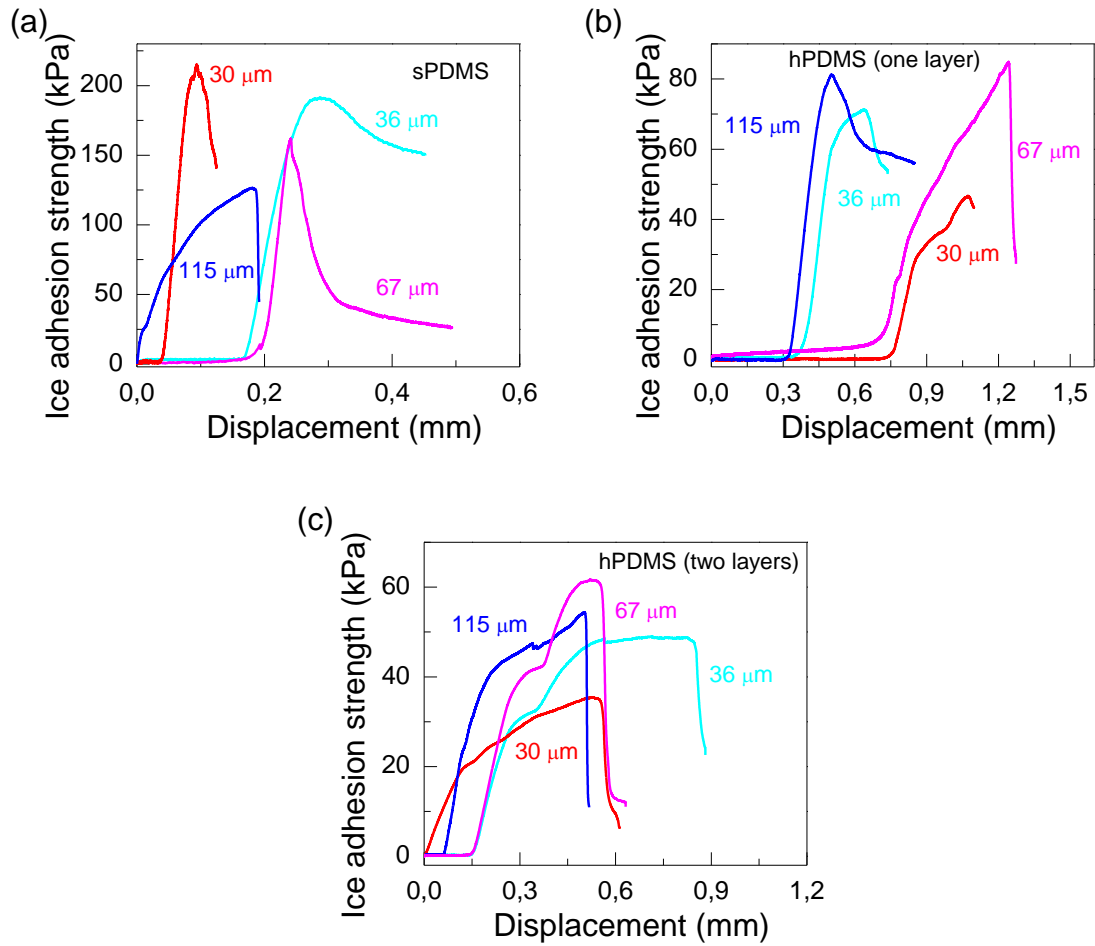 (a)
Ice adhesion strength (kPa)
200
150
100
50
0
sPDMS
30 μm
36 μm
115 μm
67 μm
0,0
0,2
0,4
0,6
Displacement (mm)
(b)
Ice adhesion strength (kPa)
80
60
40
20
0
hPDMS (one layer)
115 μm
36 μm
67 μm
30 μm
0,0
0,3
0,6
0,9
1,2
1,5
Displacement (mm)
(c)
Ice adhesion strength (kPa)
60
40
20
0
hPDMS (two layers)
115 μm
67 μm
36 μm
30 μm
0,0
0,3
0,6
0,9
1,2
Displacement (mm)